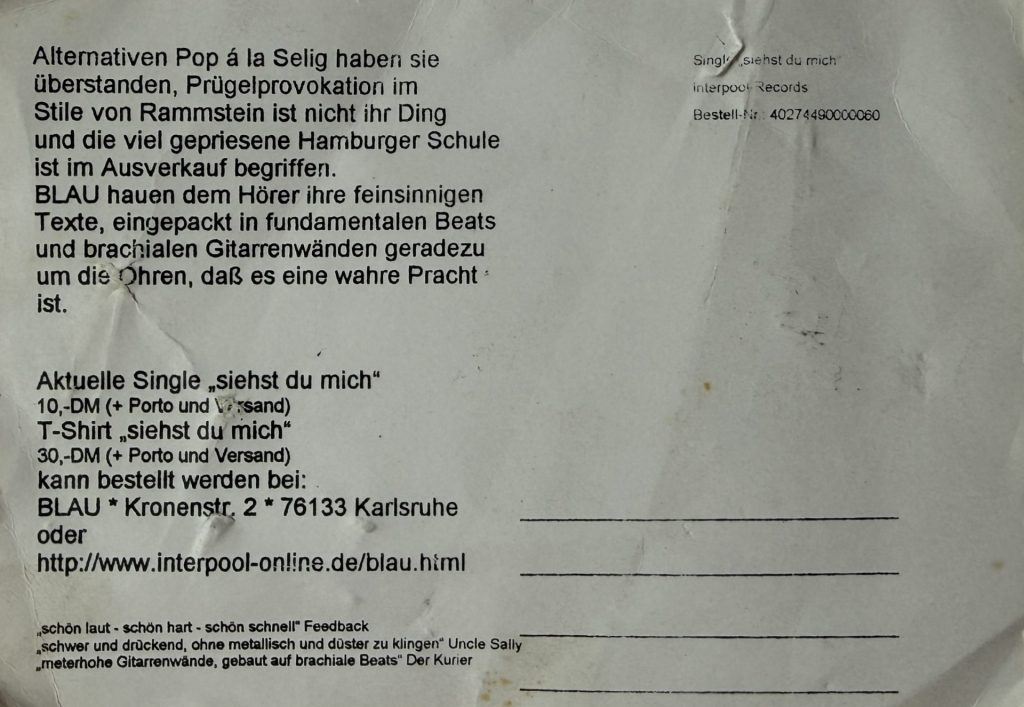 Alternativen Pop á la Selig haben sie
überstanden, Prügelprovokation im
Stile von Rammstein ist nicht ihr Ding
und die viel gepriesene Hamburger Schule
ist im Ausverkauf begriffen.
BLAU hauen dem Hörer ihre feinsinnigen
Texte, eingepackt in fundamentalen Beats
und brachialen Gitarrenwänden geradezu
um die Ohren, daß es eine wahre Pracht
ist.
Aktuelle Single „siehst du mich“
10,-DM (+ Porto und Versand)
T-Shirt „siehst du mich“
30,-DM (+ Porto und Versand)
kann bestellt werden bei:
BLAU * Kronenstr. 2 * 76133 Karlsruhe
oder
http://www.interpool-online.de/blau.html
„schön laut - schön hart - schön schnell“ Feedback
„schwer und drückend, ohne metallisch und düster zu klingen“ Uncle Sally
„meterhohe Gitarrenwände, gebaut auf brachiale Beats“ Der Kurier
Single „siehst du mich“
Interpool Records
Bestell-Nr.: 40274490000060